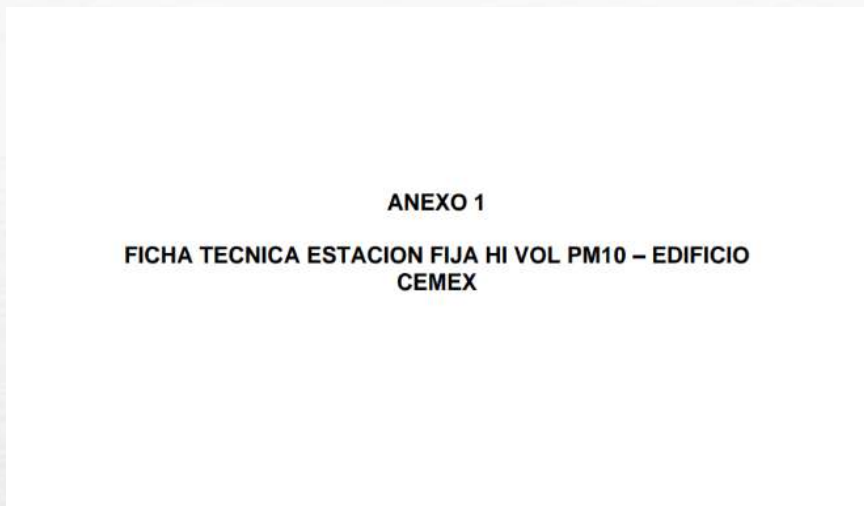 ANEXO 1
FICHA TECNICA ESTACION FIJA HI VOL PM10 – EDIFICIO
CEMEX